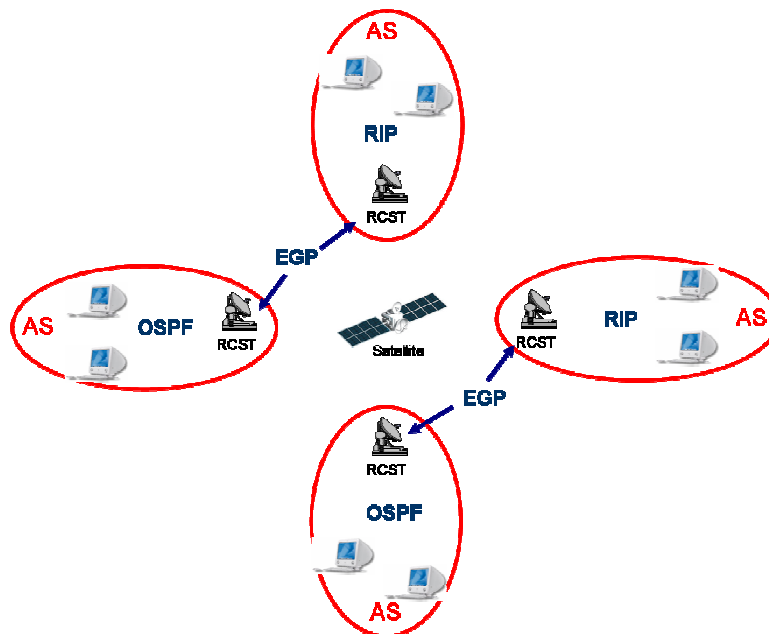 AS
RIP
RCST
EGP
AS
OSPF
RCST
Satellite
RCST
RIP
AS
EGP
RCST
OSPF
AS